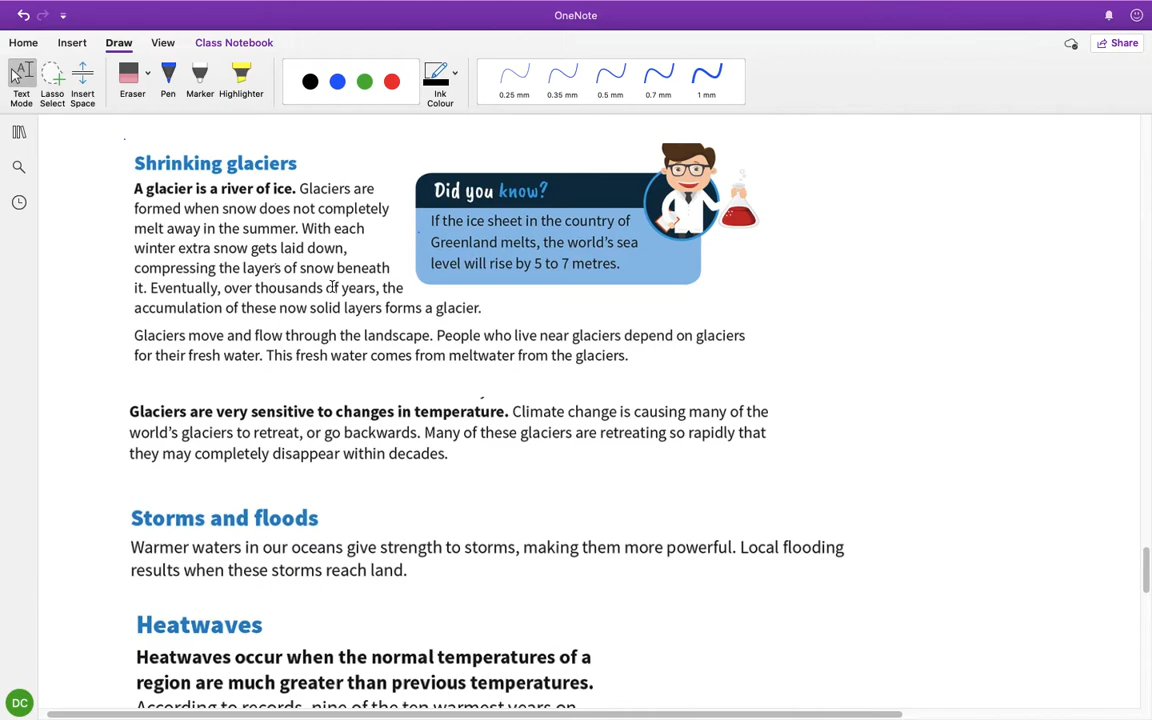 OneNote
Home Insert Draw View Class Notebook Share
Text Mode
Lasso Select
Insert Space
Eraser
Pen
Marker
Highlighter
Ink Colour
0.25 mm 0.35 mm 0.5 mm 0.7 mm 1 mm
Shrinking glaciers
A glacier is a river of ice. Glaciers are
formed when snow does not completely
melt away in the summer. With each
winter extra snow gets laid down,
compressing the layers of snow beneath
it. Eventually, over thousands of years, the
accumulation of these now solid layers forms a glacier.
Did you know?
If the ice sheet in the country of
Greenland melts, the world's sea
level will rise by 5 to 7 metres.
Glaciers move and flow through the landscape. People who live near glaciers depend on glaciers
for their fresh water. This fresh water comes from meltwater from the glaciers.
Glaciers are very sensitive to changes in temperature. Climate change is causing many of the
world's glaciers to retreat, or go backwards. Many of these glaciers are retreating so rapidly that
they may completely disappear within decades.
Storms and floods
Warmer waters in our oceans give strength to storms, making them more powerful. Local flooding
results when these storms reach land.
Heatwaves
Heatwaves occur when the normal temperatures of a
region are much greater than previous temperatures.
According to records, nine of the ten warmest years on
DC